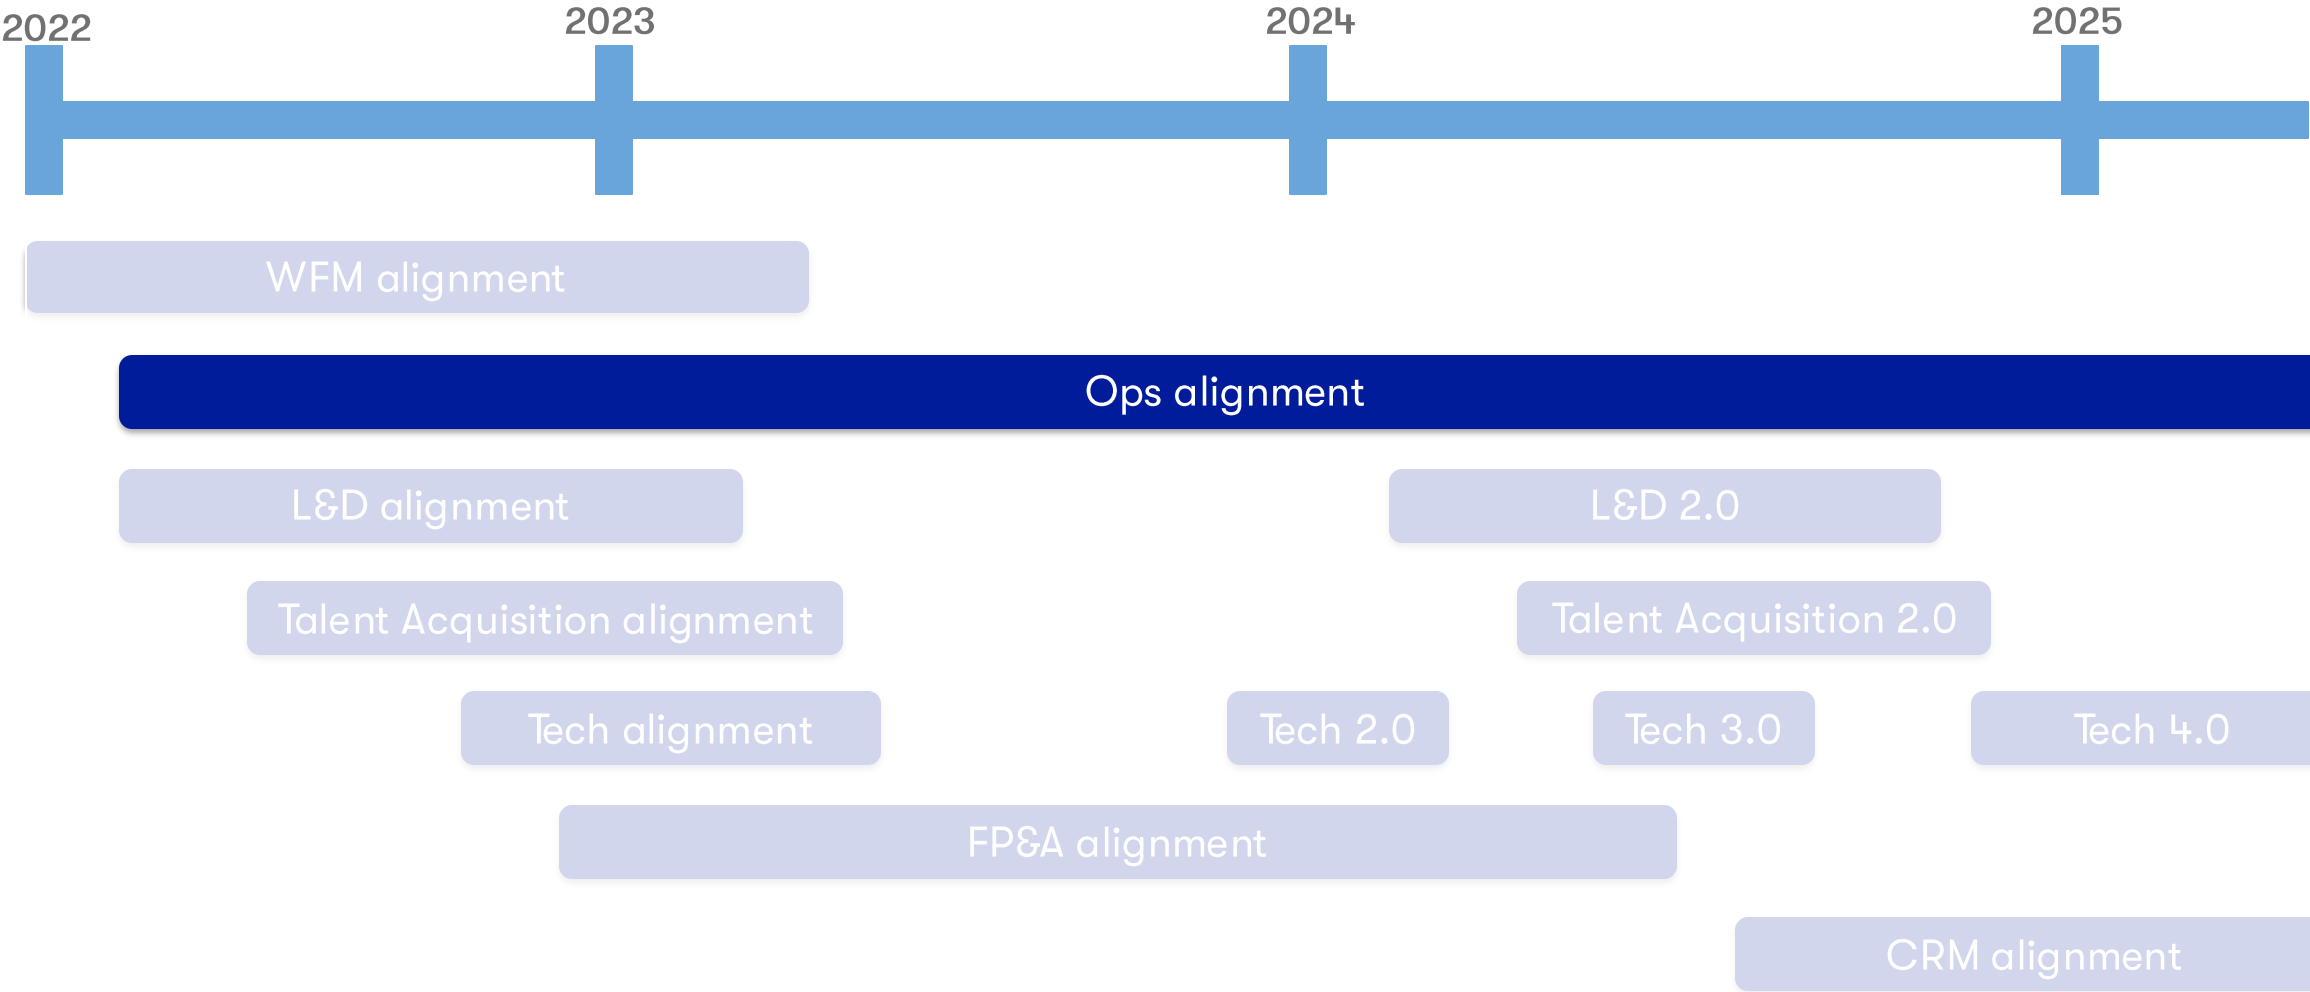 2022
2023
2024
2025
WFM alignment
Ops alignment
L&D alignment
L&D 2.0
Talent Acquisition alignment
Talent Acquisition 2.0
Tech alignment
Tech 2.0
Tech 3.0
Tech 4.0
FP&A alignment
CRM alignment